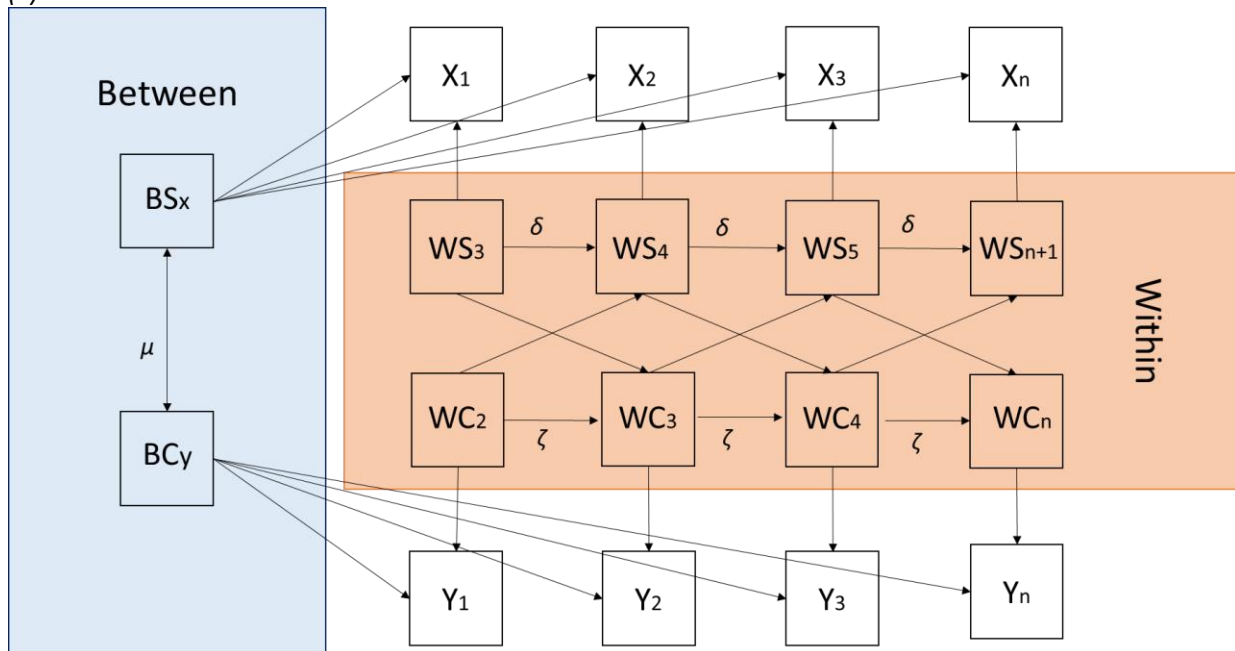 Between
X1 X2 X3 Xn
BSx
WS3 δ WS4 δ WS5 δ WSn+1
Within
μ
BCy
WC2 ζ WC3 ζ WC4 ζ WCn
Y1 Y2 Y3 Yn